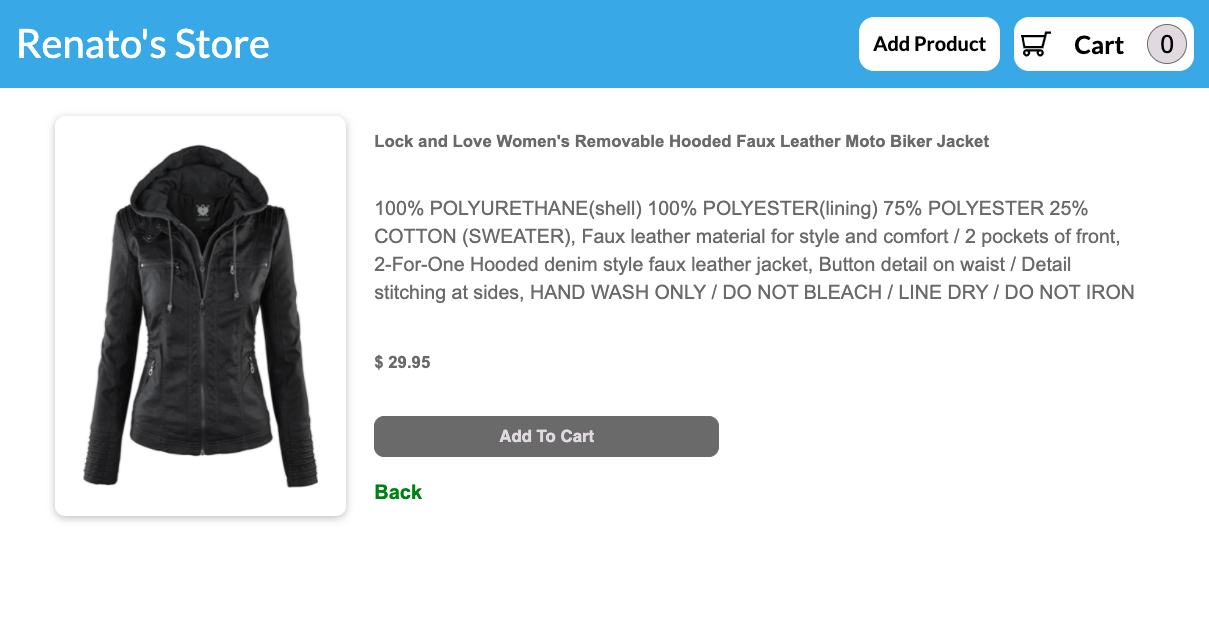 Renato's Store
Add Product
Cart
0
Lock and Love Women's Removable Hooded Faux Leather Moto Biker Jacket
100% POLYURETHANE(shell) 100% POLYESTER(lining) 75% POLYESTER 25%
COTTON (SWEATER), Faux leather material for style and comfort / 2 pockets of front,
2-For-One Hooded denim style faux leather jacket, Button detail on waist / Detail
stitching at sides, HAND WASH ONLY / DO NOT BLEACH / LINE DRY / DO NOT IRON
$ 29.95
Add To Cart
Back